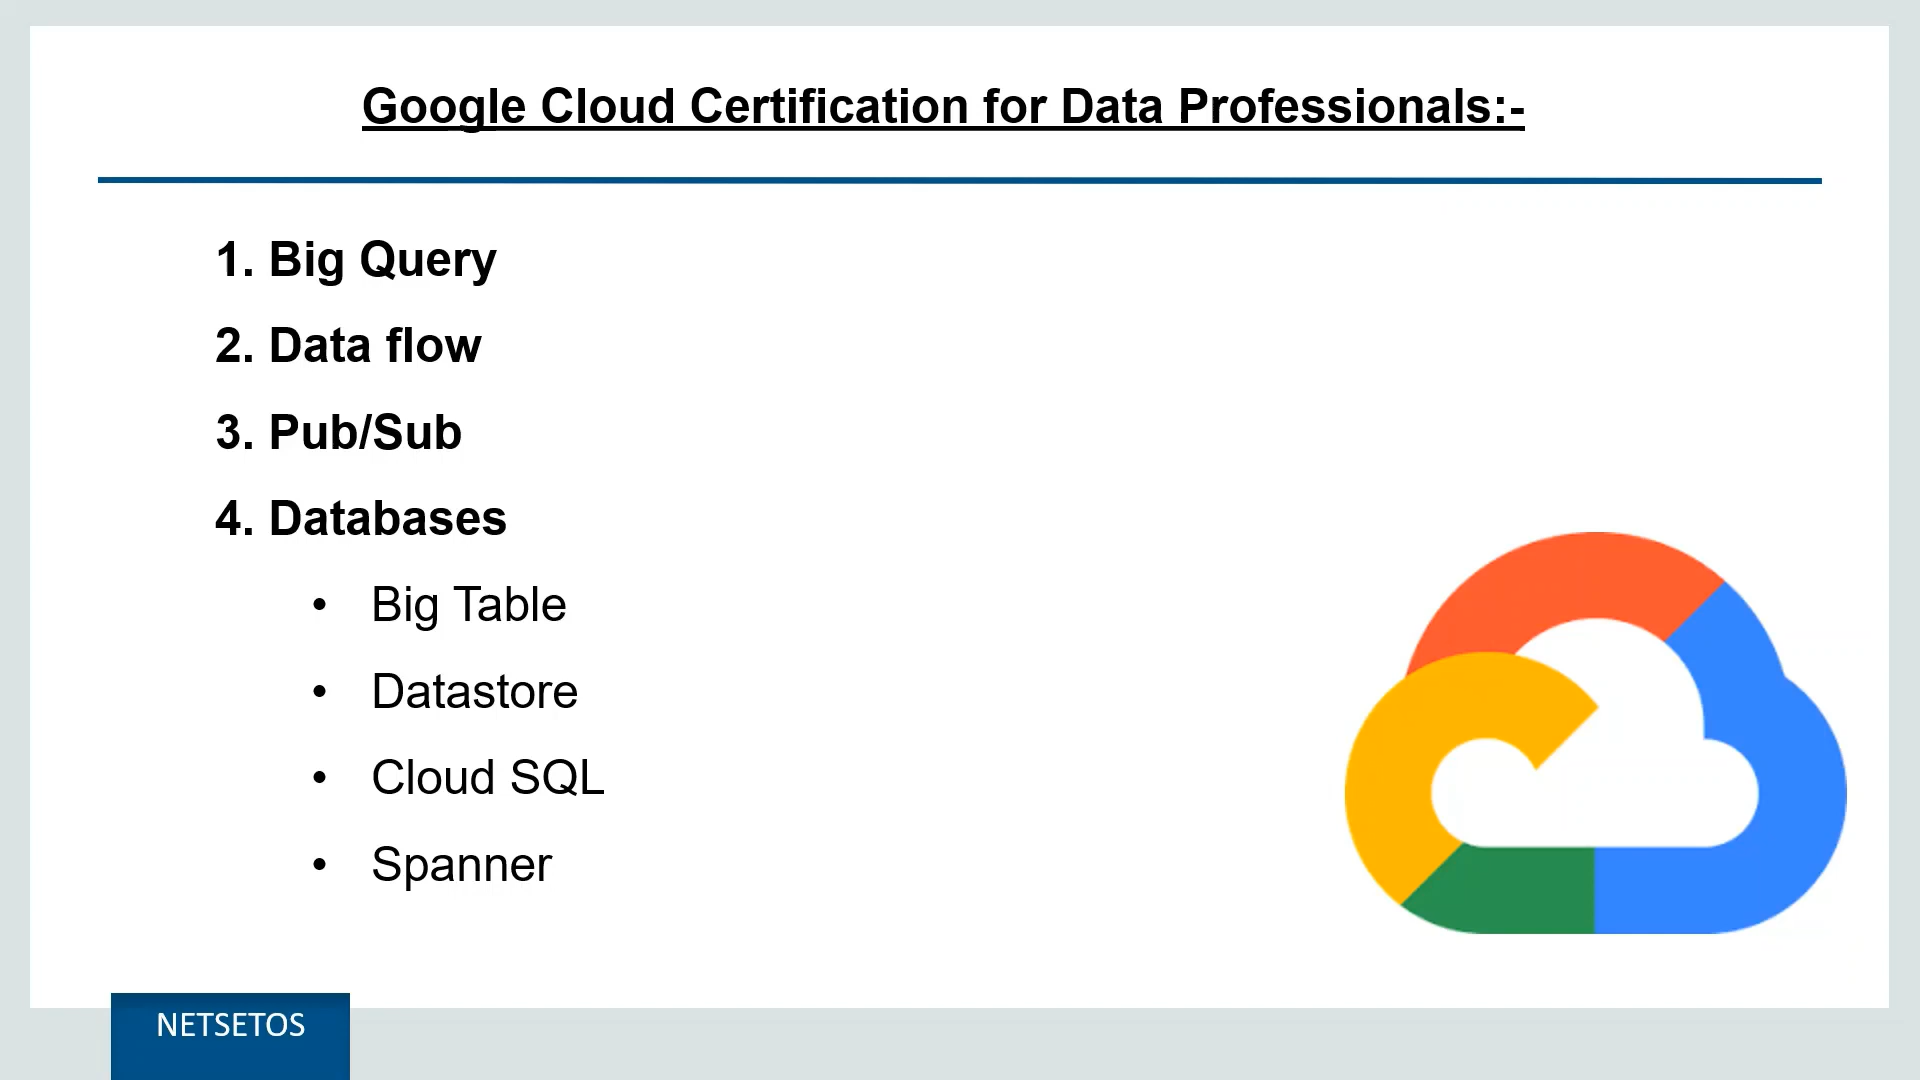 Google Cloud Certification for Data Professionals:-
1. Big Query
2. Data flow
3. Pub/Sub
4. Databases
• Big Table
• Datastore
• Cloud SQL
• Spanner
NETSETOS